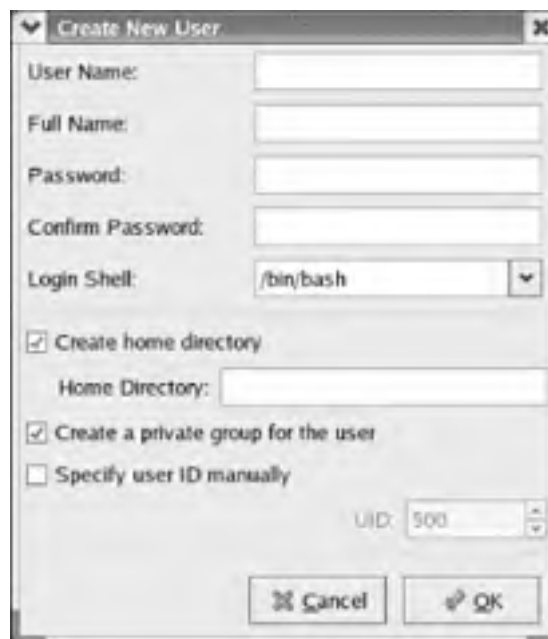 Create New User
User Name:
Full Name:
Password:
Confirm Password:
Login Shell: /bin/bash
Create home directory
Home Directory:
Create a private group for the user
Specify user ID manually
UID: 500
Cancel OK